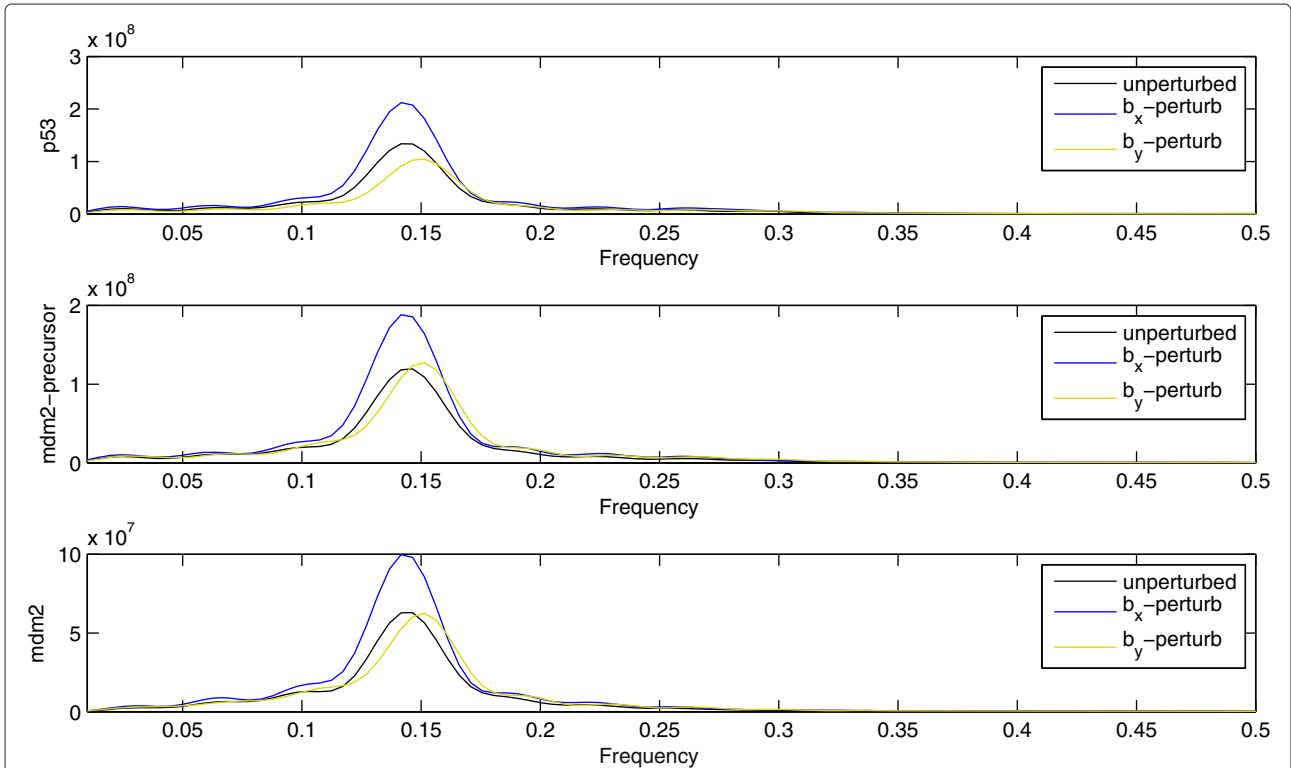 x 10^8
3
2
1
0
p53
unperturbed
b_x-perturb
b_y-perturb
0.05 0.1 0.15 0.2 0.25 0.3 0.35 0.4 0.45 0.5
Frequency
x 10^8
2
1
0
mdm2-precursor
unperturbed
b_x-perturb
b_y-perturb
0.05 0.1 0.15 0.2 0.25 0.3 0.35 0.4 0.45 0.5
Frequency
x 10^7
10
5
0
mdm2
unperturbed
b_x-perturb
b_y-perturb
0.05 0.1 0.15 0.2 0.25 0.3 0.35 0.4 0.45 0.5
Frequency